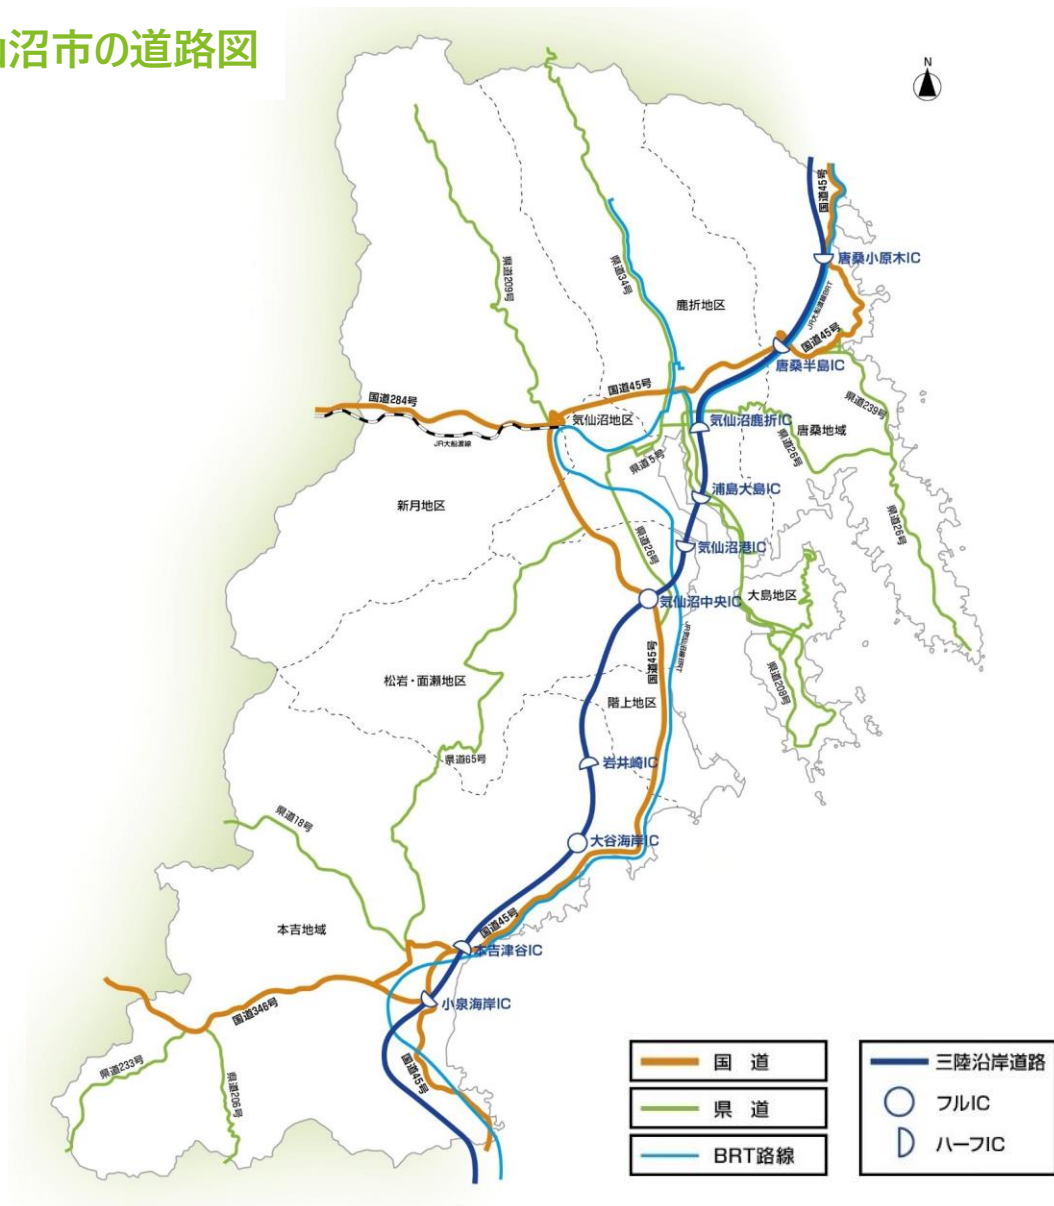 仙沼市の道路図
N
国道45号
唐桑小原木IC
県道209号
県道34号
鹿折地区
JR大船渡線BRT
国道45号
唐桑半島IC
国道284号
国道45号
県道239号
JR大船渡線
気仙沼地区
気仙沼鹿折IC
唐桑地域
県道26号
県道5号
新月地区
浦島大島IC
県道26号
県道26号
気仙沼港IC
気仙沼中央IC
大島地区
国道45号
松岩・面瀬地区
県道208号
階上地区
県道65号
岩井崎IC
県道18号
大谷海岸IC
国道45号
本吉地域
本吉津谷IC
小泉海岸IC
国道346号
県道233号
国道45号
県道206号
国　道
県　道
BRT路線
三陸沿岸道路
フルIC
ハーフIC